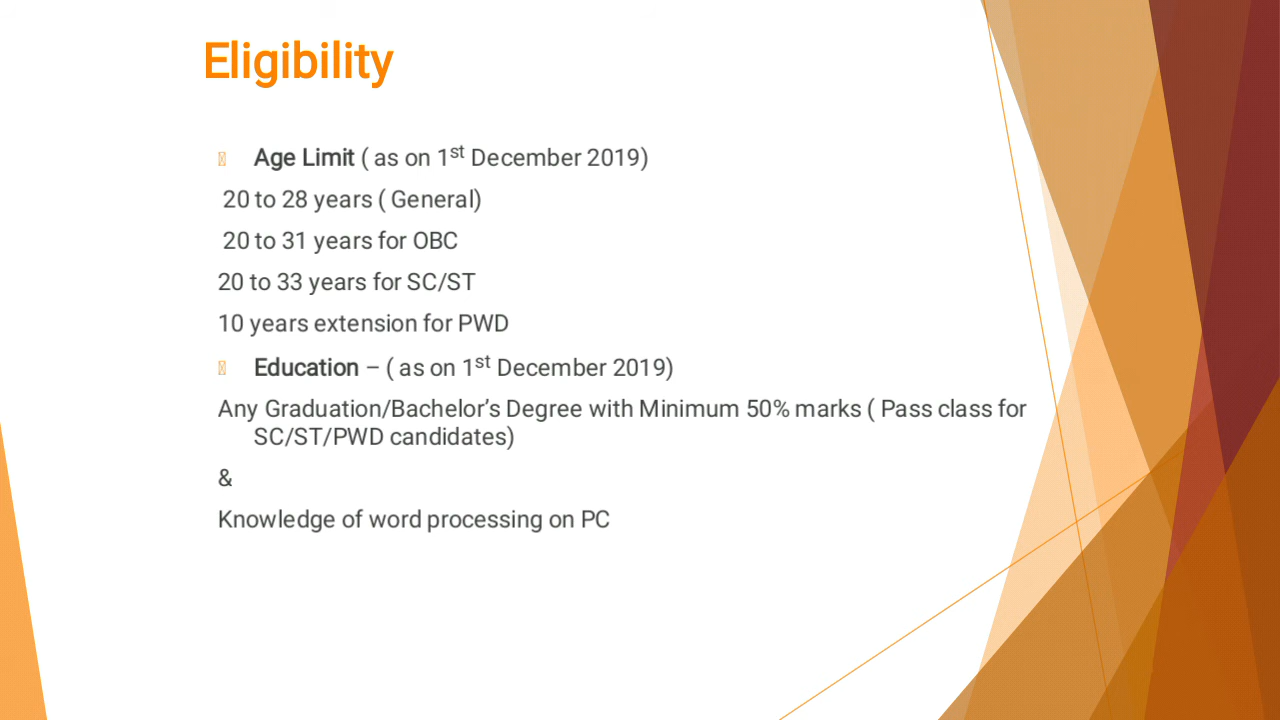 Eligibility
Age Limit ( as on 1st December 2019)
20 to 28 years ( General)
20 to 31 years for OBC
20 to 33 years for SC/ST
10 years extension for PWD
Education – ( as on 1st December 2019)
Any Graduation/Bachelor’s Degree with Minimum 50% marks ( Pass class for
SC/ST/PWD candidates)
&
Knowledge of word processing on PC